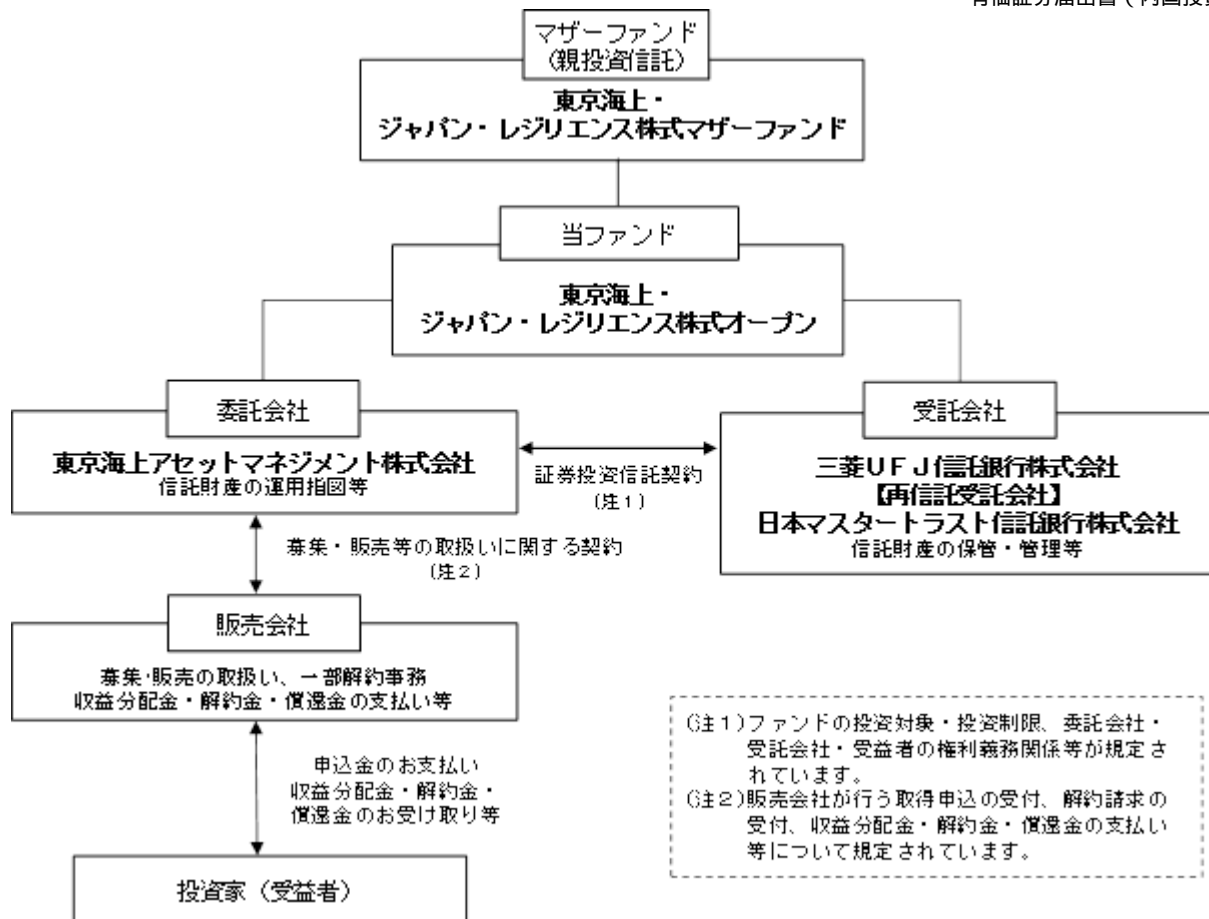 マザーファンド
(親投資信託)
東京海上・
ジャパン・レジリエンス株式マザーファンド
当ファンド
東京海上・
ジャパン・レジリエンス株式オープン
委託会社
東京海上アセットマネジメント株式会社
信託財産の運用指図等
証券投資信託契約
(注1)
受託会社
三菱UFJ信託銀行株式会社
【再信託受託会社】
日本マスタートラスト信託銀行株式会社
信託財産の保管・管理等
募集・販売等の取扱いに関する契約
(注2)
販売会社
募集・販売の取扱い、一部解約事務
収益分配金・解約金・償還金の支払い等
申込金のお支払い
収益分配金・解約金・
償還金のお受け取り等
投資家(受益者)
(注1)ファンドの投資対象・投資制限、委託会社・
受託会社・受益者の権利義務関係等が規定さ
れています。
(注2)販売会社が行う取得申込の受付、解約請求の
受付、収益分配金・解約金・償還金の支払い
等について規定されています。